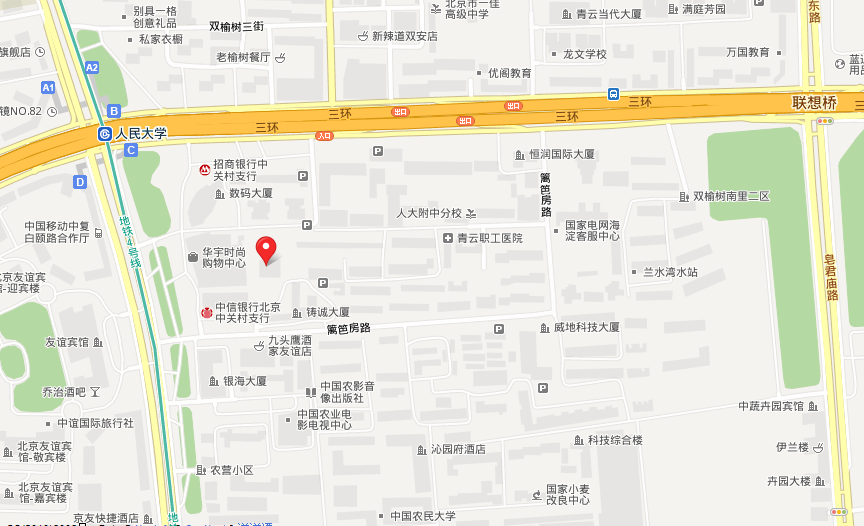 别具一格
创意礼品
私家衣橱
双榆树三街
老榆树餐厅
旗舰店
A2
A1
镜NO.82
B
人民大学
C
D
新辣道双安店
北京市一佳
高级中学
青云当代大厦
满庭芳园
东路
龙文学校
万国教育
优阁教育
联想桥
三环
三环
三环
三环
出口
出口
出口
入口
招商银行中
关村支行
数码大厦
恒润国际大厦
篱笆房路
人大附中分校
国家电网海
淀客服中心
双榆树南里二区
青云职工医院
中国移动中复
白颐路合作厅
地铁4号线
华宇时尚
购物中心
兰水湾水站
皂君庙路
北京友谊宾
馆-迎宾楼
中信银行北京
中关村支行
铸诚大厦
篱笆房路
威地科技大厦
友谊宾馆
九头鹰酒
家友谊店
银海大厦
乔治酒吧
中国农影音
像出版社
中国农业电
影电视中心
中谊国际旅行社
中蔬卉园宾馆
北京友谊宾
馆-敬宾楼
沁园府酒店
科技综合楼
伊兰楼
农营小区
卉园大楼
北京友谊宾
馆-嘉宾楼
国家小麦
改良中心
京友快捷酒店
中国农民大学
地